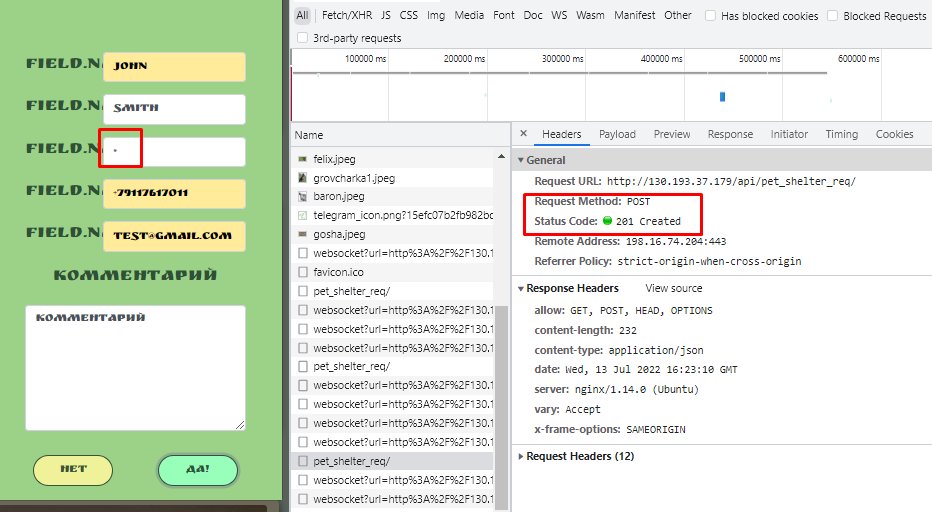 FIELD.N
JOHN
FIELD.N
SMITH
FIELD.N
FIELD.N
+79117617011
FIELD.N
TEST@GMAIL.COM
КОММЕНТАРИЙ
КОММЕНТАРИЙ
НЕТ
ДА!
All Fetch/XHR JS CSS Img Media Font Doc WS Wasm Manifest Other Has blocked cookies Blocked Requests
3rd-party requests
100000 ms 200000 ms 300000 ms 400000 ms 500000 ms 600000 ms
Name
felix.jpeg
grovcharka1.jpeg
baron.jpeg
telegram_icon.png?15efc07b2fb982bc
gosha.jpeg
websocket?url=http%3A%2F%2F130.1
favicon.ico
pet_shelter_req/
websocket?url=http%3A%2F%2F130.1
websocket?url=http%3A%2F%2F130.1
websocket?url=http%3A%2F%2F130.1
pet_shelter_req/
websocket?url=http%3A%2F%2F130.1
websocket?url=http%3A%2F%2F130.1
websocket?url=http%3A%2F%2F130.1
websocket?url=http%3A%2F%2F130.1
pet_shelter_req/
websocket?url=http%3A%2F%2F130.1
websocket?url=http%3A%2F%2F130.1
× Headers Payload Preview Response Initiator Timing Cookies
General
Request URL: http://130.193.37.179/api/pet_shelter_req/
Request Method: POST
Status Code: 201 Created
Remote Address: 198.16.74.204:443
Referrer Policy: strict-origin-when-cross-origin
Response Headers View source
allow: GET, POST, HEAD, OPTIONS
content-length: 232
content-type: application/json
date: Wed, 13 Jul 2022 16:23:10 GMT
server: nginx/1.14.0 (Ubuntu)
vary: Accept
x-frame-options: SAMEORIGIN
Request Headers (12)